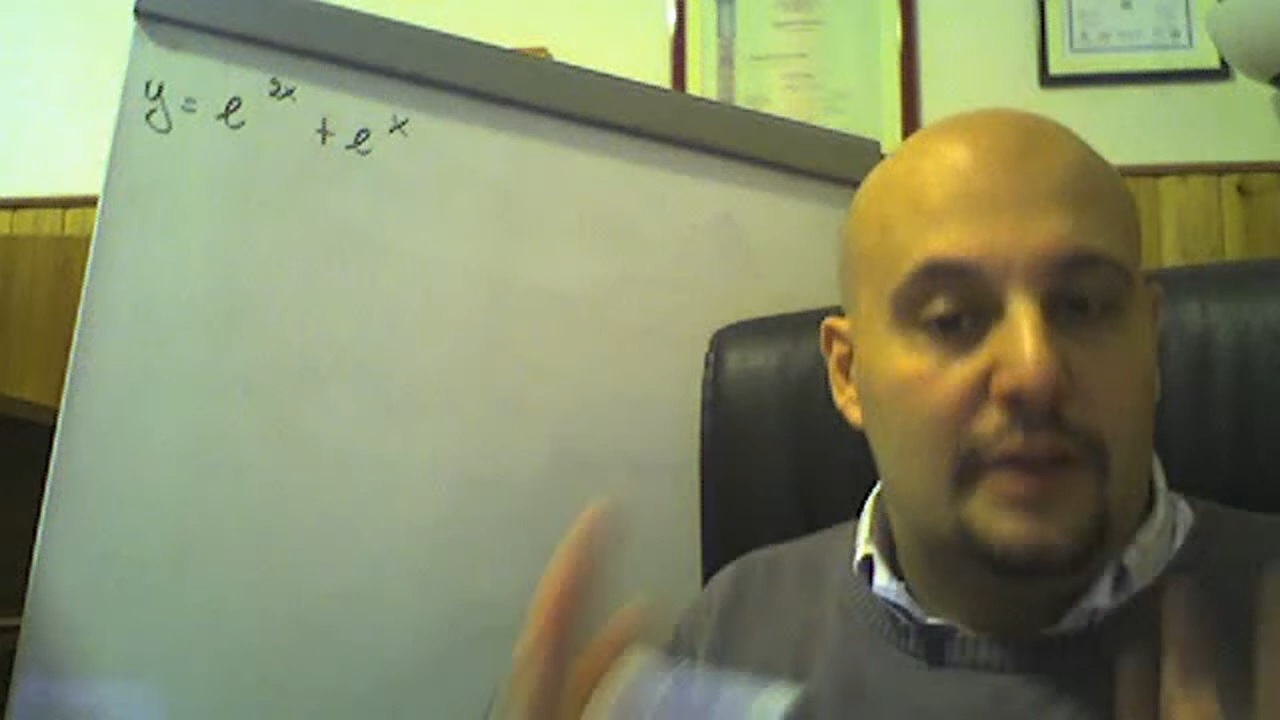 y = e^{2x} + e^x